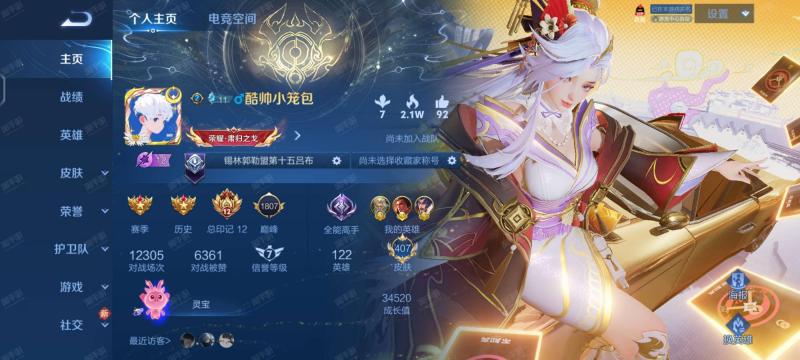 个人主页
电竞空间
设置
主页
战绩
英雄
皮肤
荣誉
护卫队
游戏
社交
新
11
酷帅小笼包
荣耀·肃归之龙
7
2.1W
92
尚未加入战队
12
锡林郭勒盟第十五吕布
尚未选择收藏家称号
12
1807
赛季
历史
总印记 12
巅峰
全能高手
我的英雄
12305
对战场次
6361
对战被赞
7
信誉等级
122
英雄
407
皮肤
灵宝
34520
成长值
最近访客>
海报
换英雄